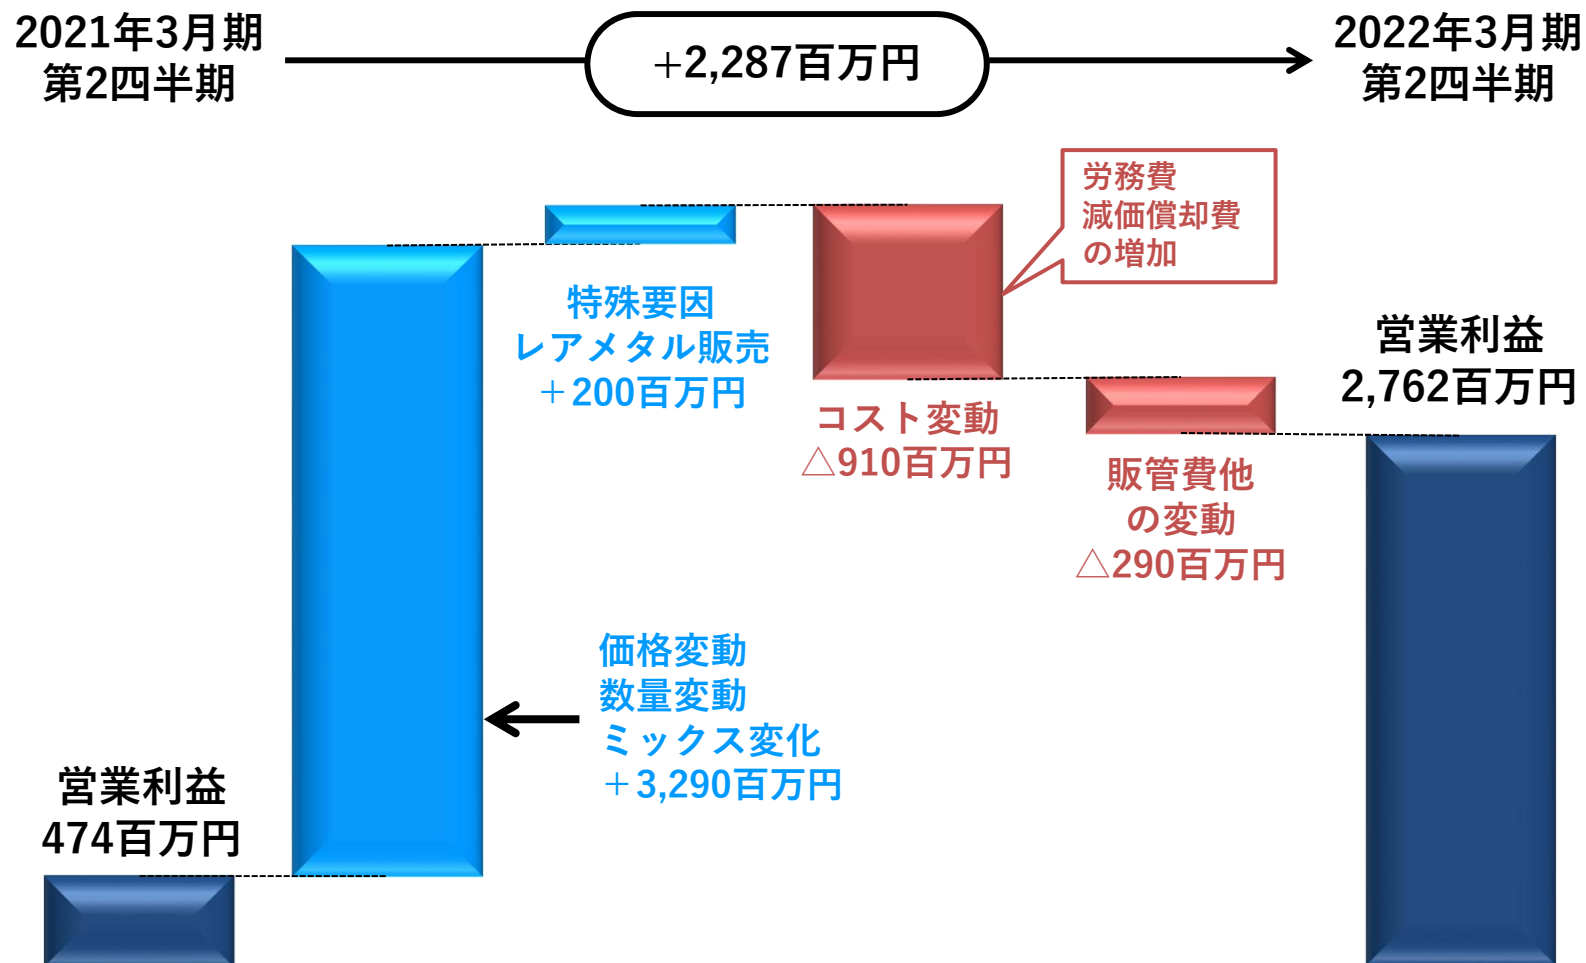 2021年3月期
第2四半期
+2,287百万円
2022年3月期
第2四半期
労務費
減価償却費
の増加
特殊要因
レアメタル販売
+200百万円
営業利益
2,762百万円
コスト変動
△910百万円
販管費他
の変動
△290百万円
価格変動
数量変動
ミックス変化
+3,290百万円
営業利益
474百万円